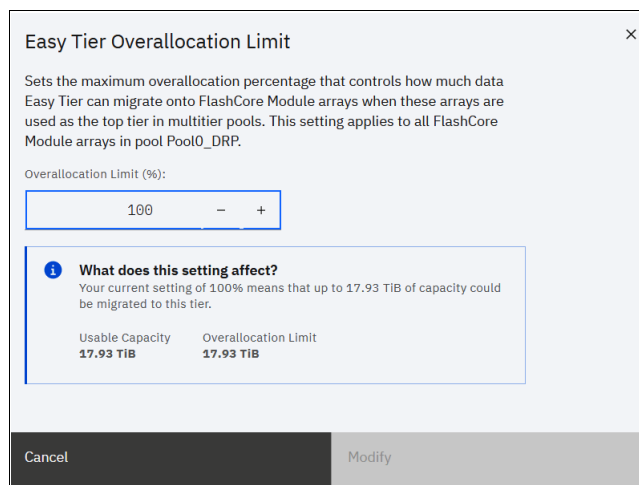 Easy Tier Overallocation Limit
Sets the maximum overallocation percentage that controls how much data
Easy Tier can migrate onto FlashCore Module arrays when these arrays are
used as the top tier in multitier pools. This setting applies to all FlashCore
Module arrays in pool Pool0_DRP.
Overallocation Limit (%):
100
What does this setting affect?
Your current setting of 100% means that up to 17.93 TiB of capacity could
be migrated to this tier.
Usable Capacity Overallocation Limit
17.93 TiB 17.93 TiB
Cancel Modify